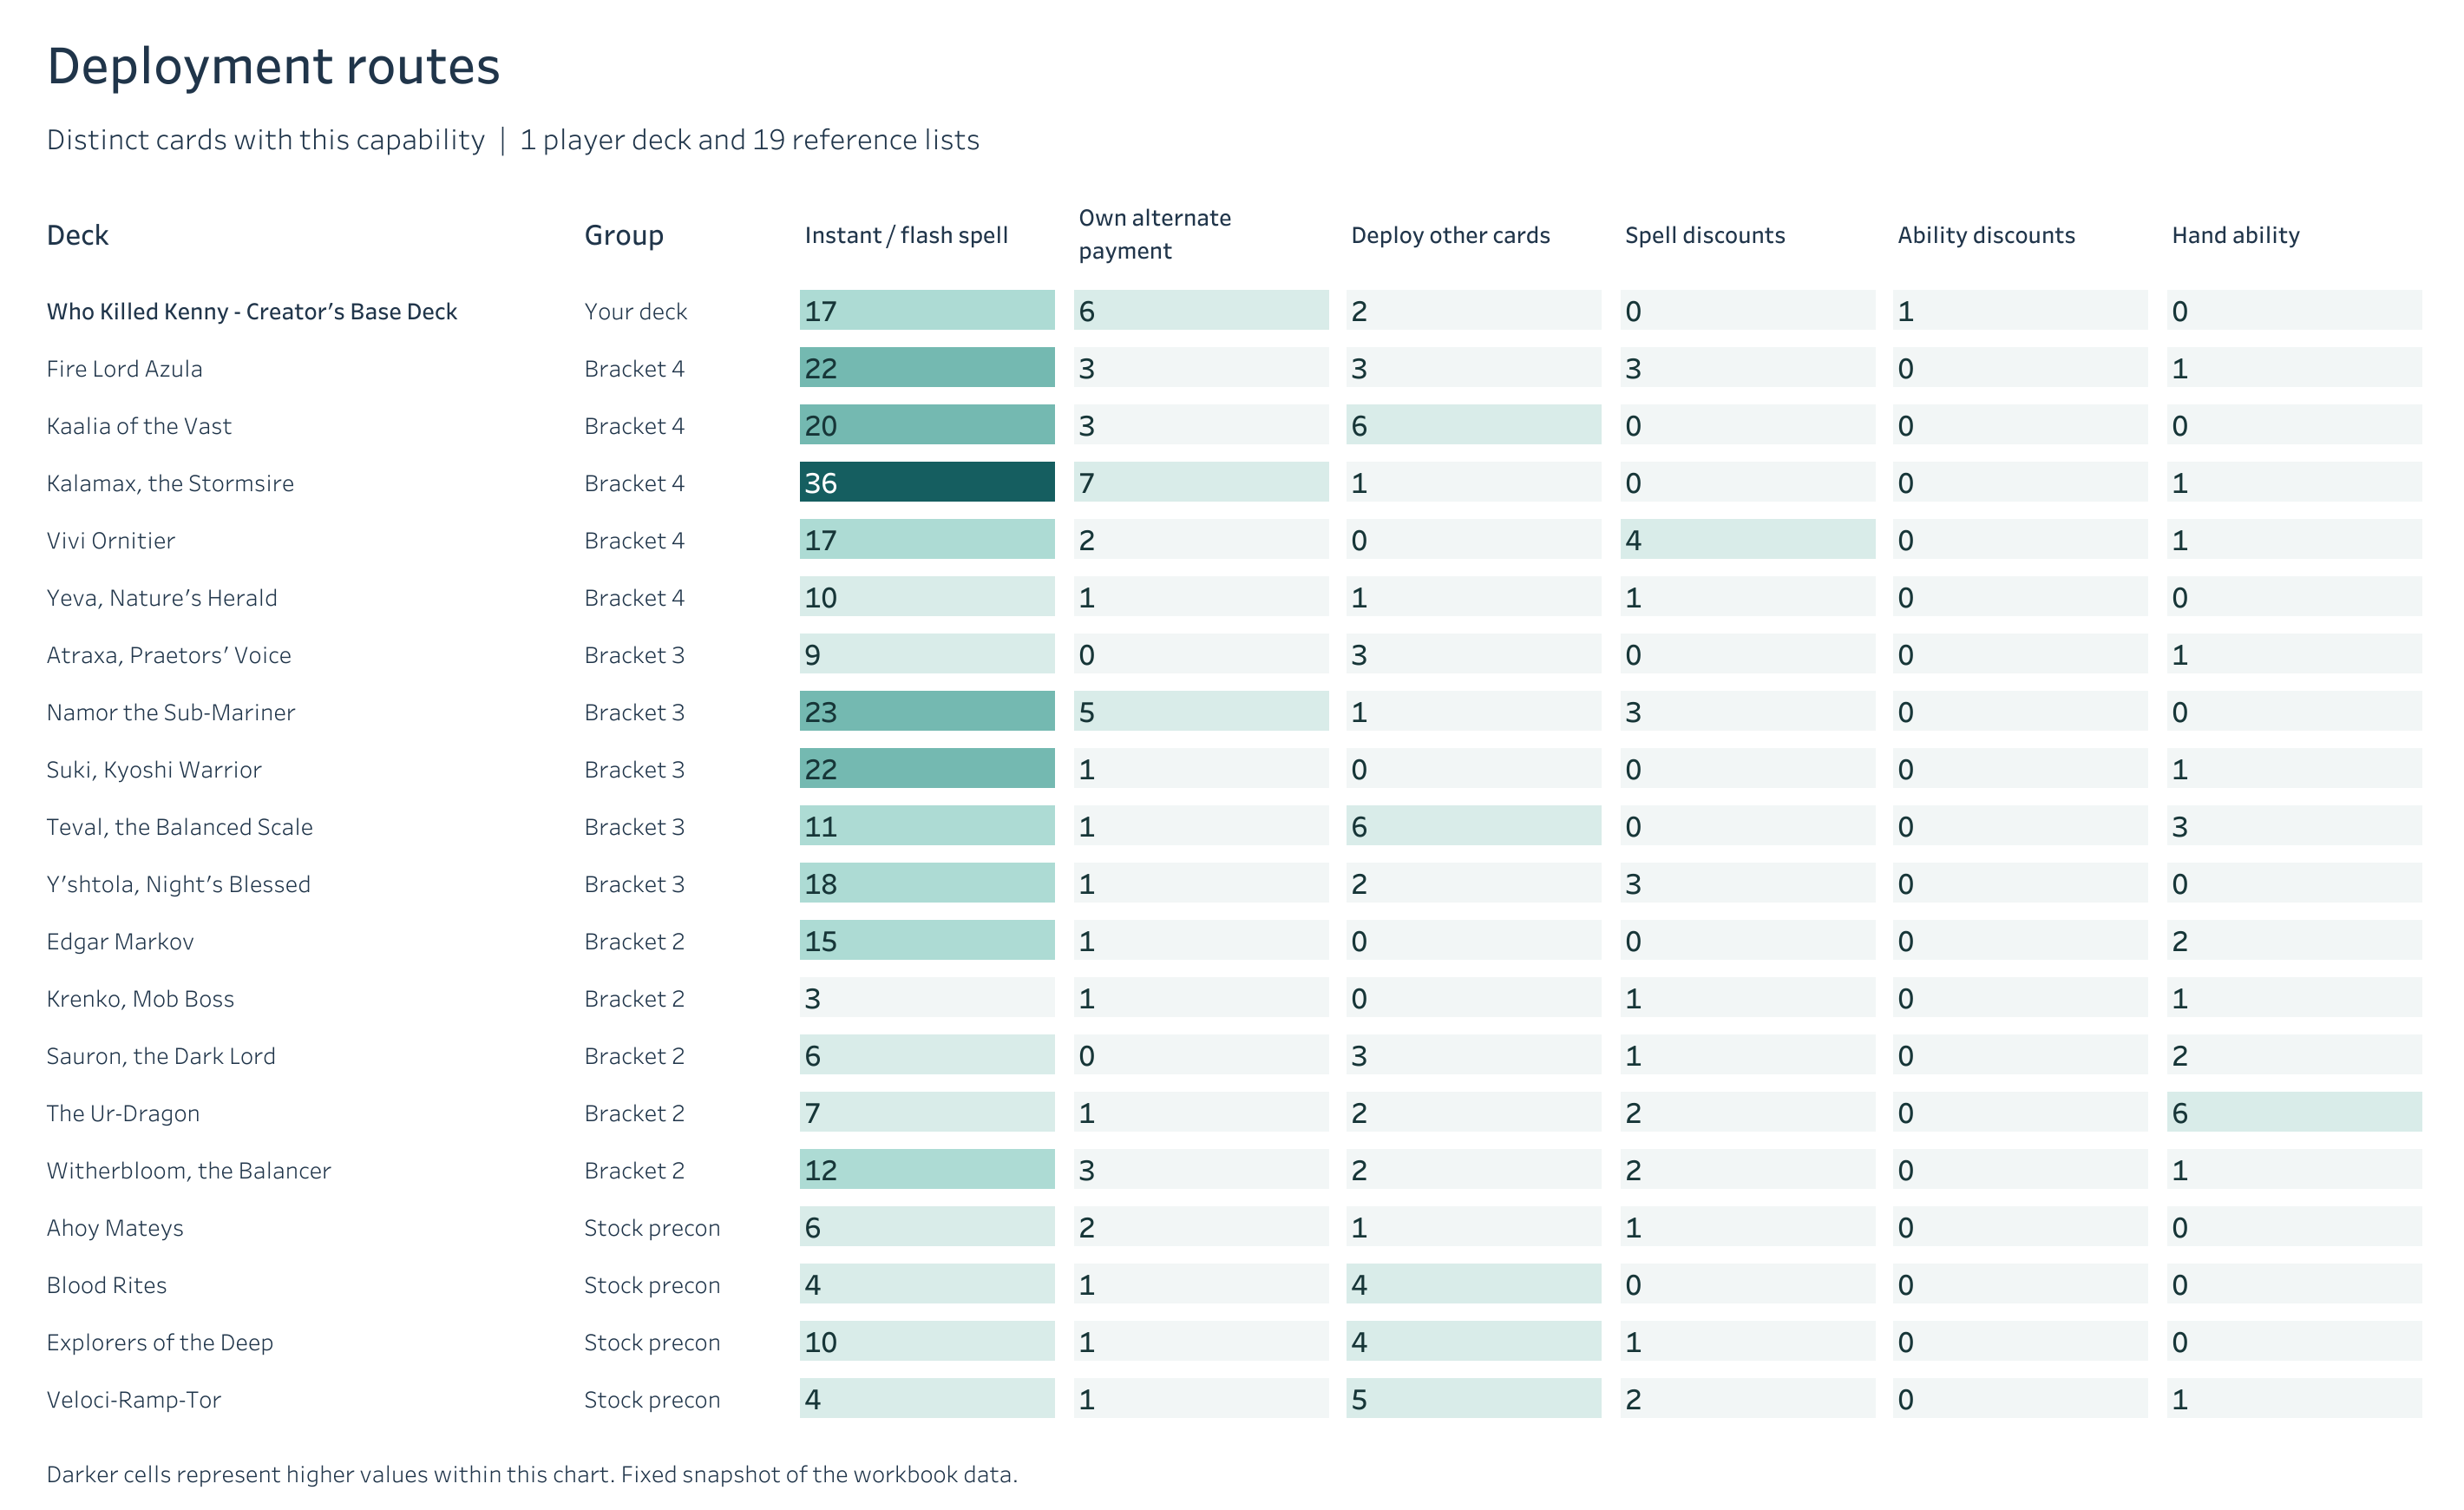 Deployment routes
Distinct cards with this capability | 1 player deck and 19 reference lists
Deck Group Instant / flash spell Own alternate payment Deploy other cards Spell discounts Ability discounts Hand ability
Who Killed Kenny - Creator’s Base Deck Your deck 17 6 2 0 1 0
Fire Lord Azula Bracket 4 22 3 3 3 0 1
Kaalia of the Vast Bracket 4 20 3 6 0 0 0
Kalamax, the Stormsire Bracket 4 36 7 1 0 0 1
Vivi Ornitier Bracket 4 17 2 0 4 0 1
Yeva, Nature’s Herald Bracket 4 10 1 1 1 0 0
Atraxa, Praetors’ Voice Bracket 3 9 0 3 0 0 1
Namor the Sub-Mariner Bracket 3 23 5 1 3 0 0
Suki, Kyoshi Warrior Bracket 3 22 1 0 0 0 1
Teval, the Balanced Scale Bracket 3 11 1 6 0 0 3
Y’shtola, Night’s Blessed Bracket 3 18 1 2 3 0 0
Edgar Markov Bracket 2 15 1 0 0 0 2
Krenko, Mob Boss Bracket 2 3 1 0 1 0 1
Sauron, the Dark Lord Bracket 2 6 0 3 1 0 2
The Ur-Dragon Bracket 2 7 1 2 2 0 6
Witherbloom, the Balancer Bracket 2 12 3 2 2 0 1
Ahoy Mateys Stock precon 6 2 1 1 0 0
Blood Rites Stock precon 4 1 4 0 0 0
Explorers of the Deep Stock precon 10 1 4 1 0 0
Veloci-Ramp-Tor Stock precon 4 1 5 2 0 1
Darker cells represent higher values within this chart. Fixed snapshot of the workbook data.